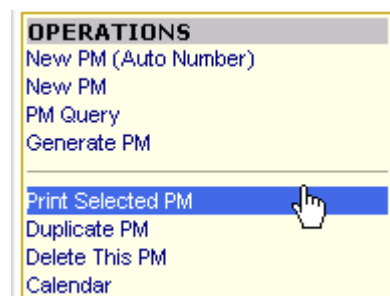 OPERATIONS
New PM (Auto Number)
New PM
PM Query
Generate PM
Print Selected PM
Duplicate PM
Delete This PM
Calendar